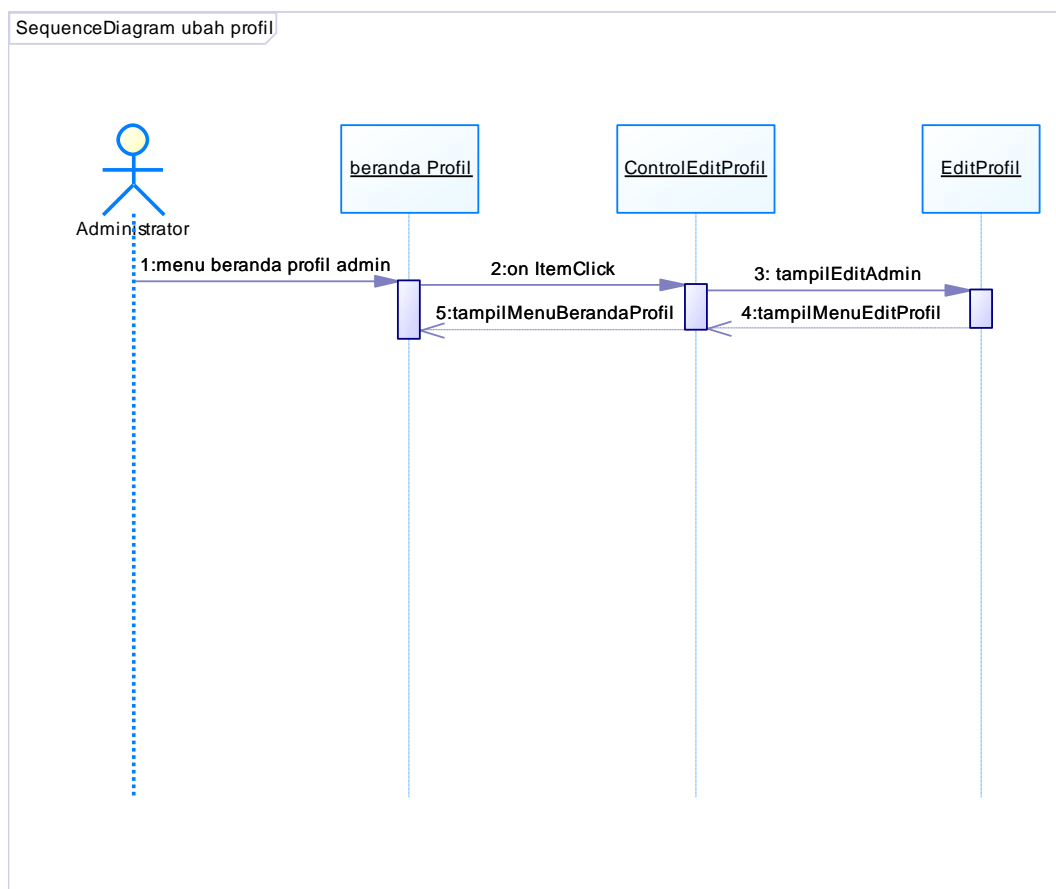 SequenceDiagram ubah profil
Administrator
beranda Profil
ControlEditProfil
EditProfil
1:menu beranda profil admin
2:on ItemClick
3: tampilEditAdmin
5:tampilMenuBerandaProfil
4:tampilMenuEditProfil